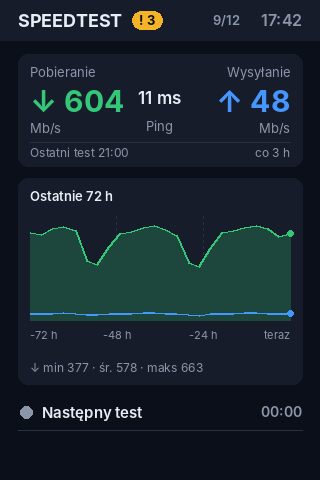 SPEEDTEST ! 3 9/12 17:42
Pobieranie Wysyłanie
↓ 604 11 ms ↑ 48
Mb/s Ping Mb/s
Ostatni test 21:00 co 3 h
Ostatnie 72 h
-72 h -48 h -24 h teraz
↓ min 377 · śr. 578 · maks 663
Następny test 00:00